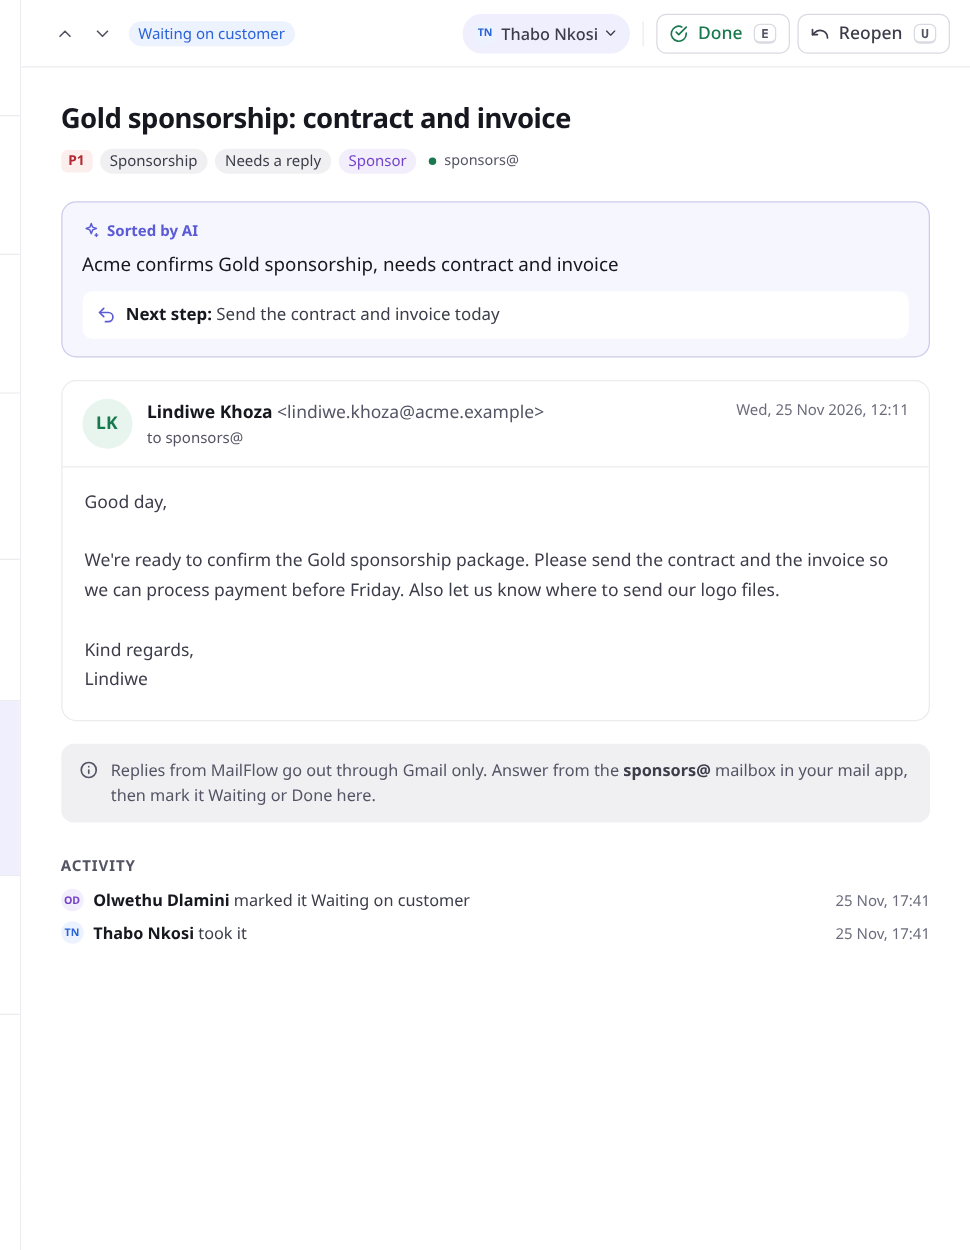 Waiting on customer
TN Thabo Nkosi
Done E
Reopen U
Gold sponsorship: contract and invoice
P1 Sponsorship Needs a reply Sponsor sponsors@
Sorted by AI
Acme confirms Gold sponsorship, needs contract and invoice
Next step: Send the contract and invoice today
LK
Lindiwe Khoza <lindiwe.khoza@acme.example>
Wed, 25 Nov 2026, 12:11
to sponsors@
Good day,
We're ready to confirm the Gold sponsorship package. Please send the contract and the invoice so
we can process payment before Friday. Also let us know where to send our logo files.
Kind regards,
Lindiwe
Replies from MailFlow go out through Gmail only. Answer from the sponsors@ mailbox in your mail app,
then mark it Waiting or Done here.
ACTIVITY
OD Olwethu Dlamini marked it Waiting on customer 25 Nov, 17:41
TN Thabo Nkosi took it 25 Nov, 17:41